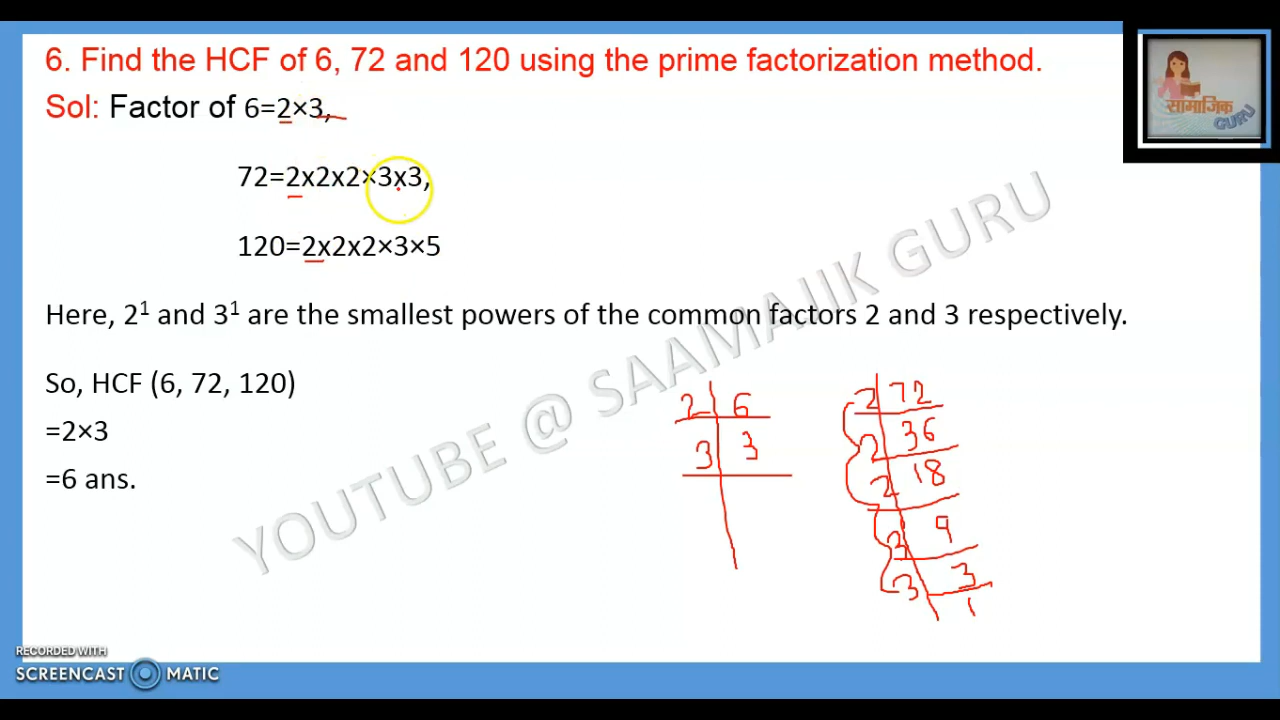 6. Find the HCF of 6, 72 and 120 using the prime factorization method.
Sol: Factor of 6=2×3,
72=2x2x2×3x3,
120=2x2x2×3×5
Here, 2¹ and 3¹ are the smallest powers of the common factors 2 and 3 respectively.
So, HCF (6, 72, 120)
=2×3
=6 ans.
2 6
3 3
2 72
2 36
2 18
3 9
3 3
1
YOUTUBE @ SAAMAJIK GURU
सामाजिक
GURU
RECORDED WITH
SCREENCAST MATIC